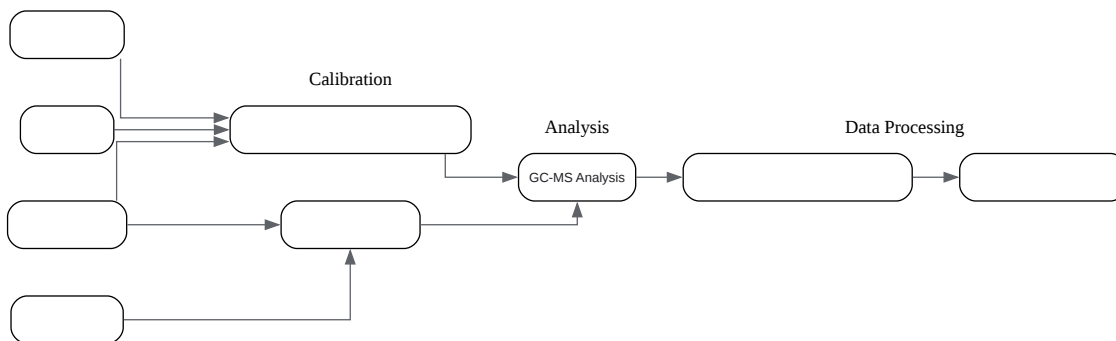 Calibration
Analysis
Data Processing
GC-MS Analysis